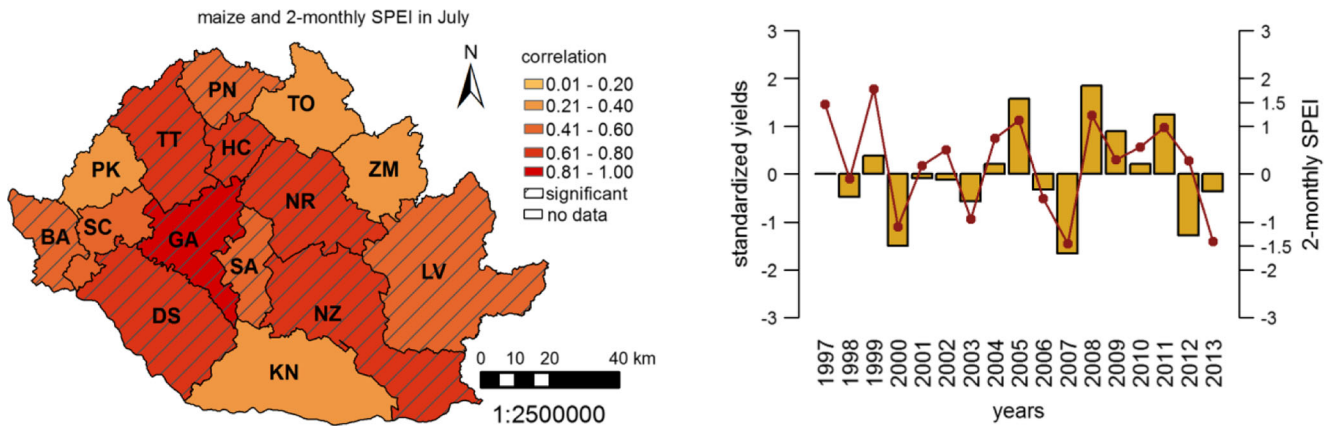 maize and 2-monthly SPEI in July
N
correlation
0.01 - 0.20
0.21 - 0.40
0.41 - 0.60
0.61 - 0.80
0.81 - 1.00
significant
no data
PN
TO
TT
HC
PK
ZM
NR
BA
SC
GA
SA
LV
DS
NZ
KN
0 10 20 40 km
1:2500000
standardized yields
3
2
1
0
-1
-2
-3
3
2
1.5
1
0
-1
-1.5
-2
-3
2-monthly SPEI
1997
1998
1999
2000
2001
2002
2003
2004
2005
2006
2007
2008
2009
2010
2011
2012
2013
years